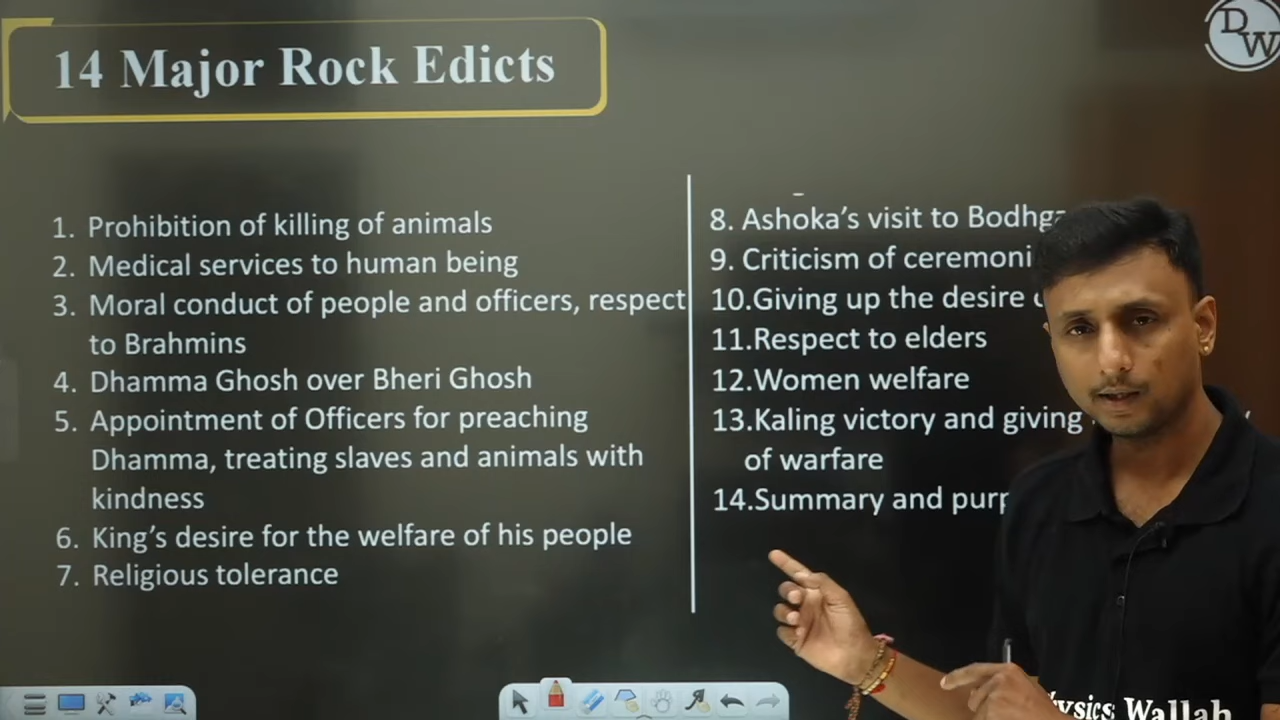 14 Major Rock Edicts
DW
1. Prohibition of killing of animals
2. Medical services to human being
3. Moral conduct of people and officers, respect
to Brahmins
4. Dhamma Ghosh over Bheri Ghosh
5. Appointment of Officers for preaching
Dhamma, treating slaves and animals with
kindness
6. King's desire for the welfare of his people
7. Religious tolerance
8. Ashoka's visit to
9. Criticism of
10.Giving up the desire
11.Respect to elders
12.Women welfare
13.Kaling victory and giving
of warfare
14.Summary and
Wallah